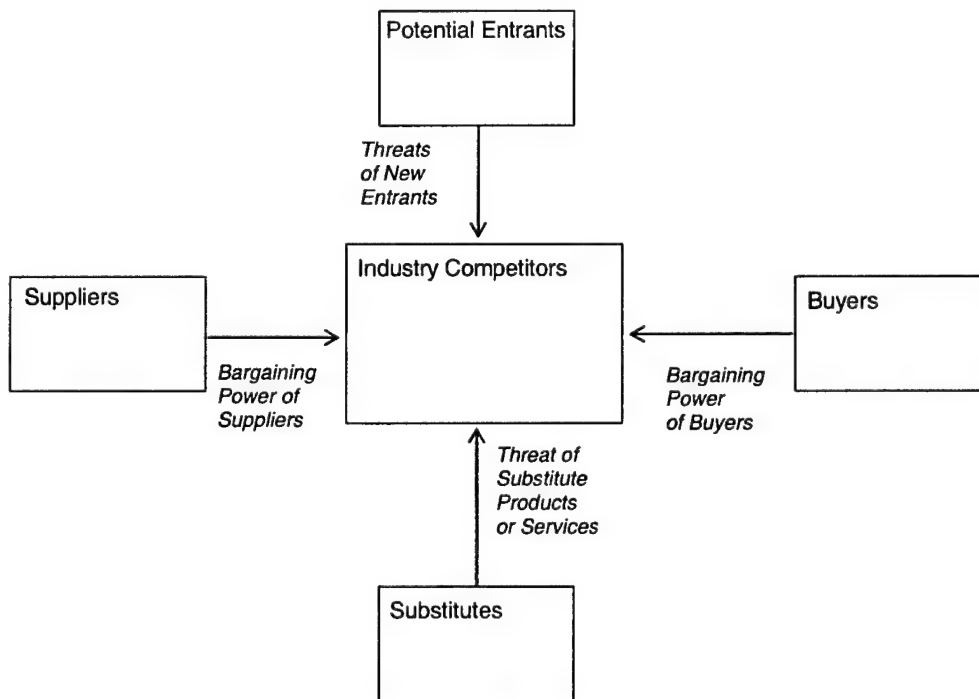 Potential Entrants
Threats
of New
Entrants
Industry Competitors
Suppliers
Buyers
Bargaining
Power of
Suppliers
Bargaining
Power
of Buyers
Threat of
Substitute
Products
or Services
Substitutes